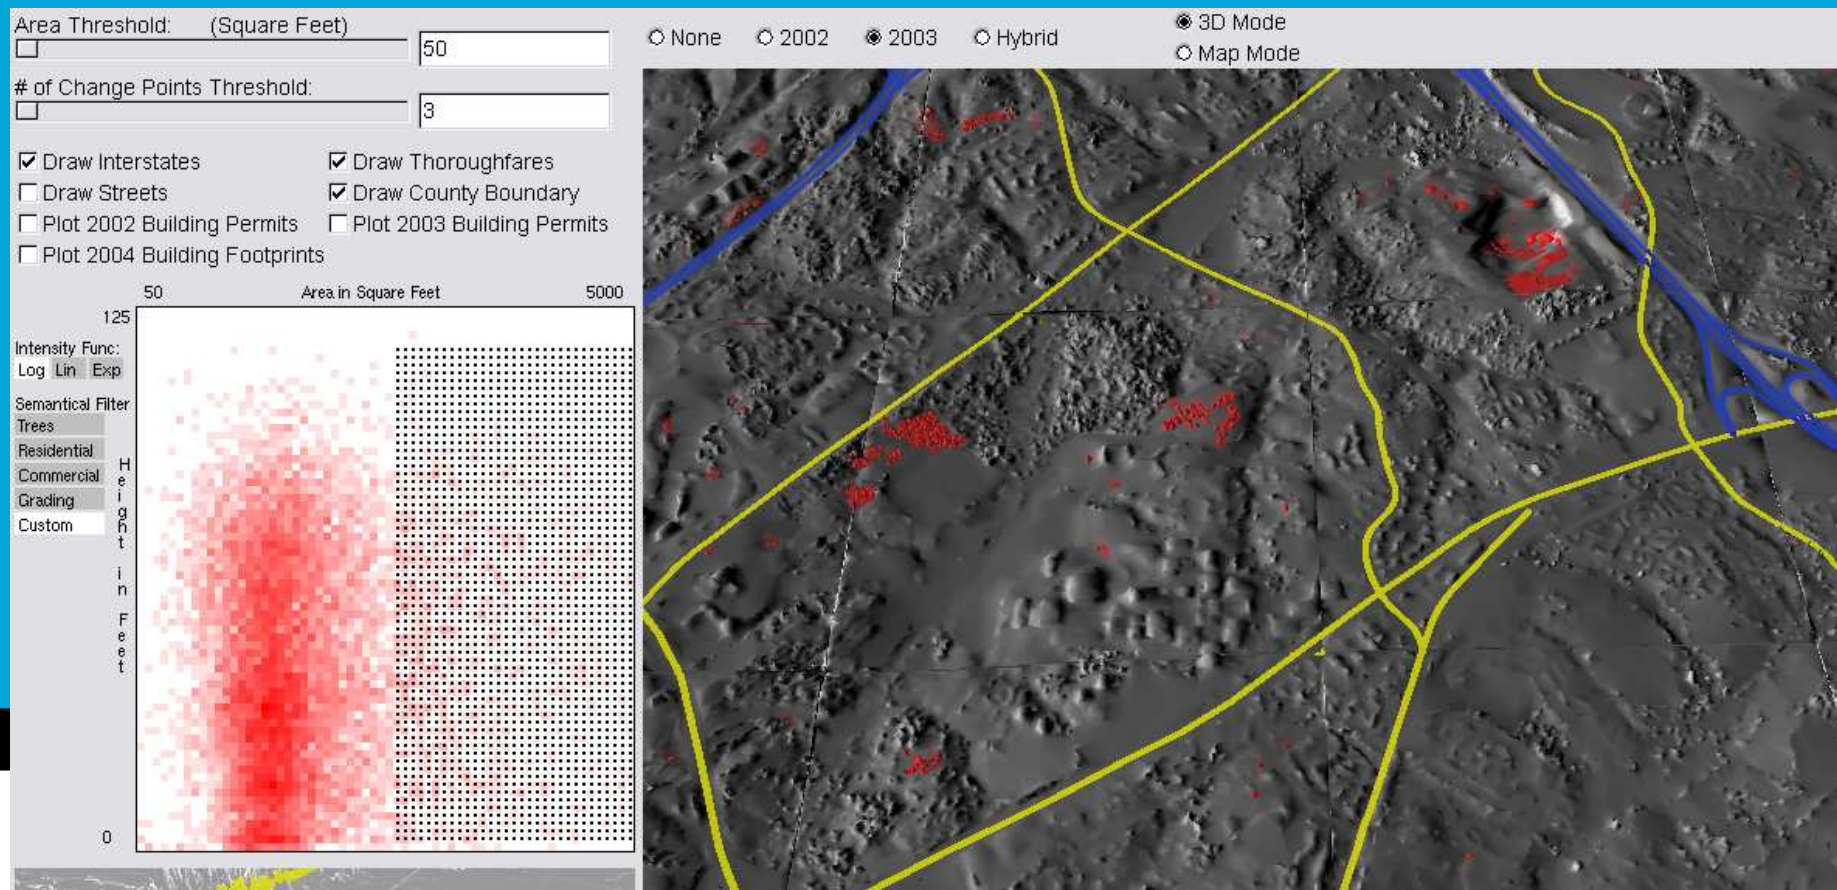 Area Threshold: (Square Feet)
50
# of Change Points Threshold:
3
Draw Interstates Draw Thoroughfares
Draw Streets Draw County Boundary
Plot 2002 Building Permits Plot 2003 Building Permits
Plot 2004 Building Footprints
None 2002 2003 Hybrid
3D Mode
Map Mode
50 Area in Square Feet 5000
125
Intensity Func:
Log Lin Exp
Semantical Filter
Trees
Residential
Commercial
Grading
Custom
Height in Feet
0